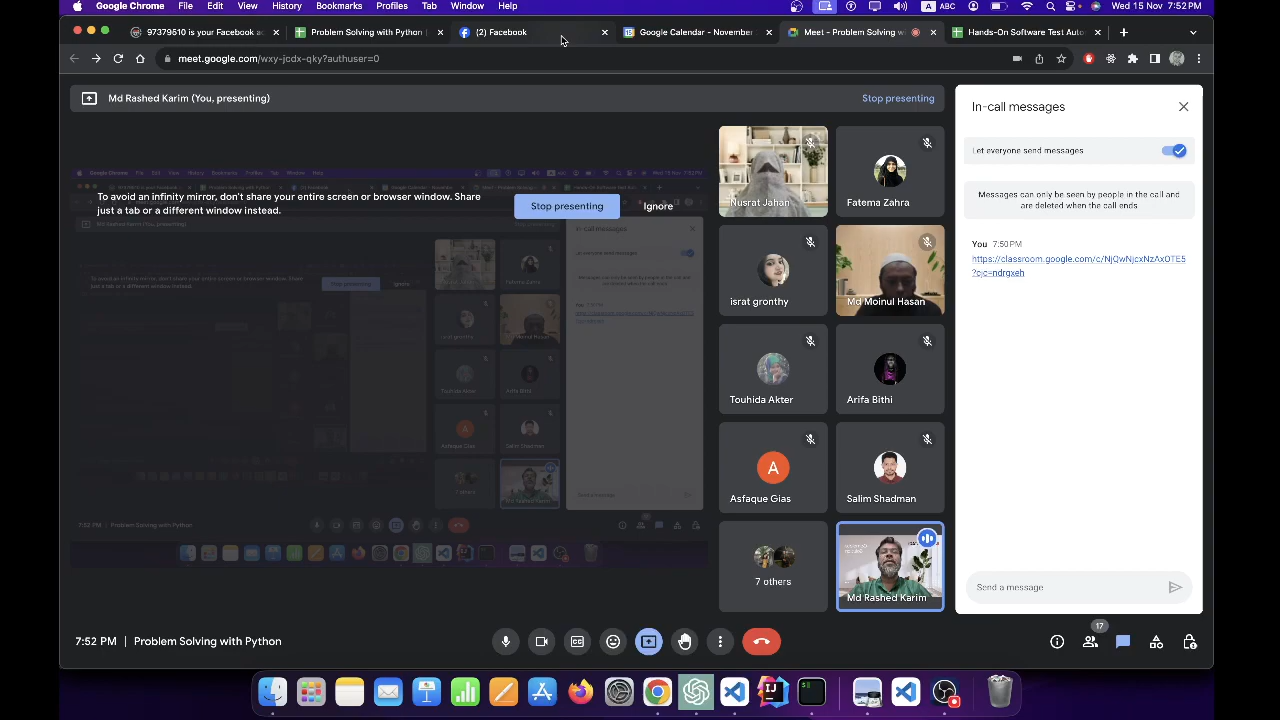 Google Chrome File Edit View History Bookmarks Profiles Tab Window Help ABC Wed 15 Nov 7:52 PM
97379610 is your Facebook ac Problem Solving with Python (2) Facebook Google Calendar - November Meet - Problem Solving wi Hands-On Software Test Auto
meet.google.com/wxy-jcdx-qky?authuser=0
Md Rashed Karim (You, presenting) Stop presenting
To avoid an infinity mirror, don't share your entire screen or browser window. Share
just a tab or a different window instead.
Stop presenting Ignore
Nusrat Jahan Fatema Zahra
israt gronthy Md Moinul Hasan
Touhida Akter Arifa Bithi
A
Asfaque Gias Salim Shadman
7 others Md Rashed Karim
In-call messages
Let everyone send messages
Messages can only be seen by people in the call and
are deleted when the call ends
You 7:50 PM
https://classroom.google.com/c/NjQwNjcxNzAxOTE5
?cjc=ndrgxeh
Send a message
7:52 PM | Problem Solving with Python
17